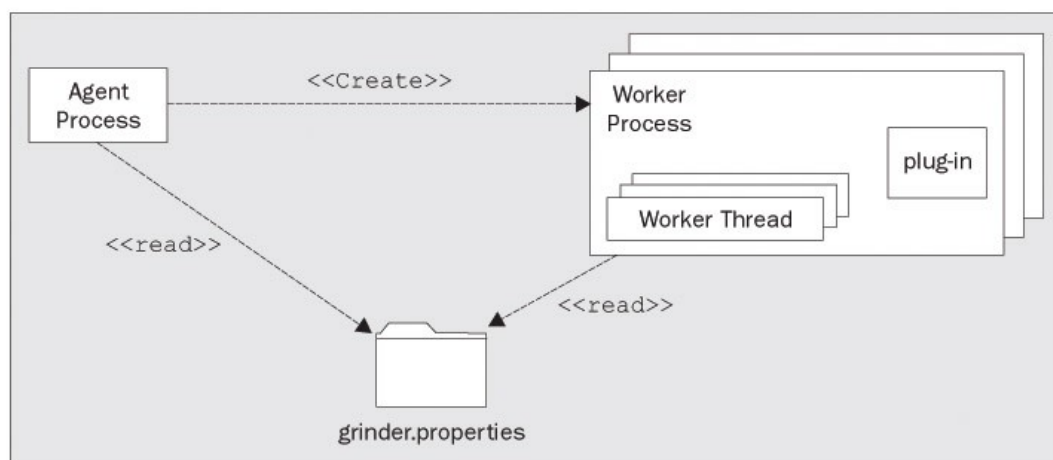 Agent
Process
<<Create>>
Worker
Process
plug-in
Worker Thread
<<read>>
<<read>>
grinder.properties